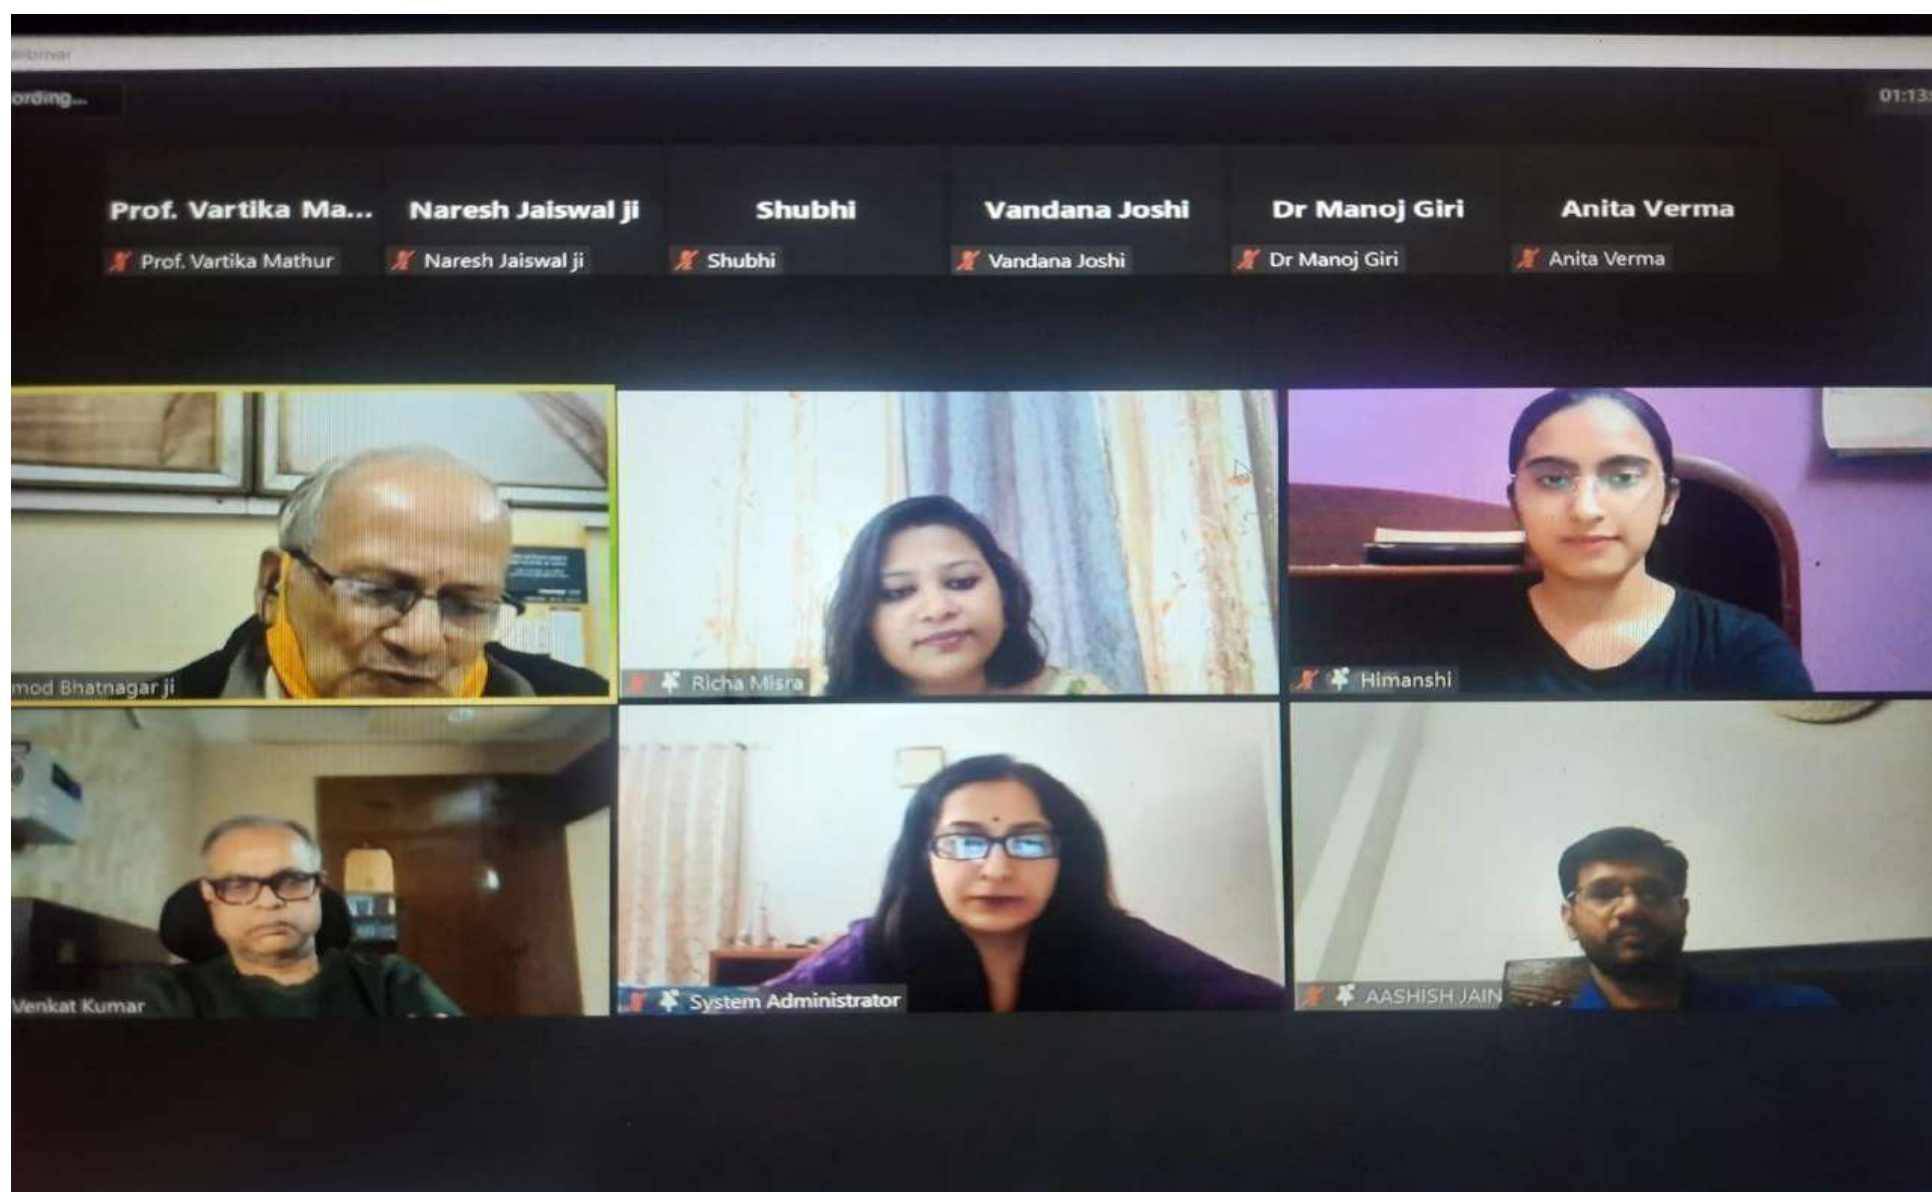 ording...
01:13:
Prof. Vartika Ma...
Naresh Jaiswal ji
Shubhi
Vandana Joshi
Dr Manoj Giri
Anita Verma
Prof. Vartika Mathur
Naresh Jaiswal ji
Shubhi
Vandana Joshi
Dr Manoj Giri
Anita Verma
mod Bhatnagar ji
Richa Misra
Himanshi
Venkat Kumar
System Administrator
AASHISH JAIN